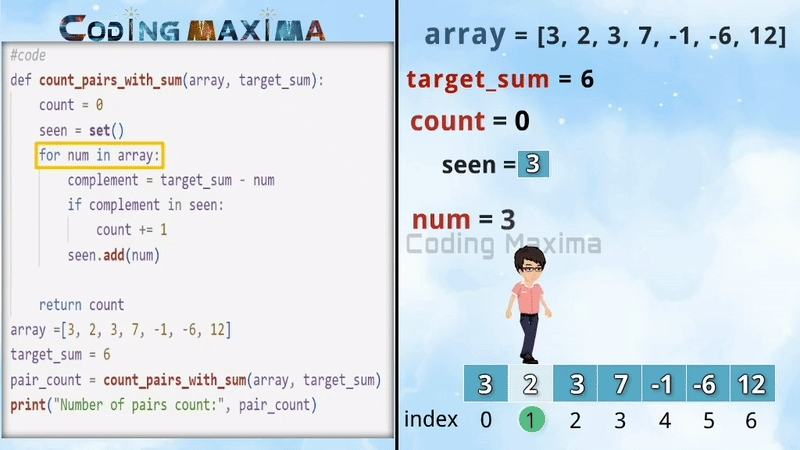 CODING MAXIMA
#code
def count_pairs_with_sum(array, target_sum):
count = 0
seen = set()
for num in array:
complement = target_sum - num
if complement in seen:
count += 1
seen.add(num)
return count
array =[3, 2, 3, 7, -1, -6, 12]
target_sum = 6
pair_count = count_pairs_with_sum(array, target_sum)
print("Number of pairs count:", pair_count)
array = [3, 2, 3, 7, -1, -6, 12]
target_sum = 6
count = 0
seen = 3
num = 3
Coding Maxima
3 2 3 7 -1 -6 12
index 0 1 2 3 4 5 6